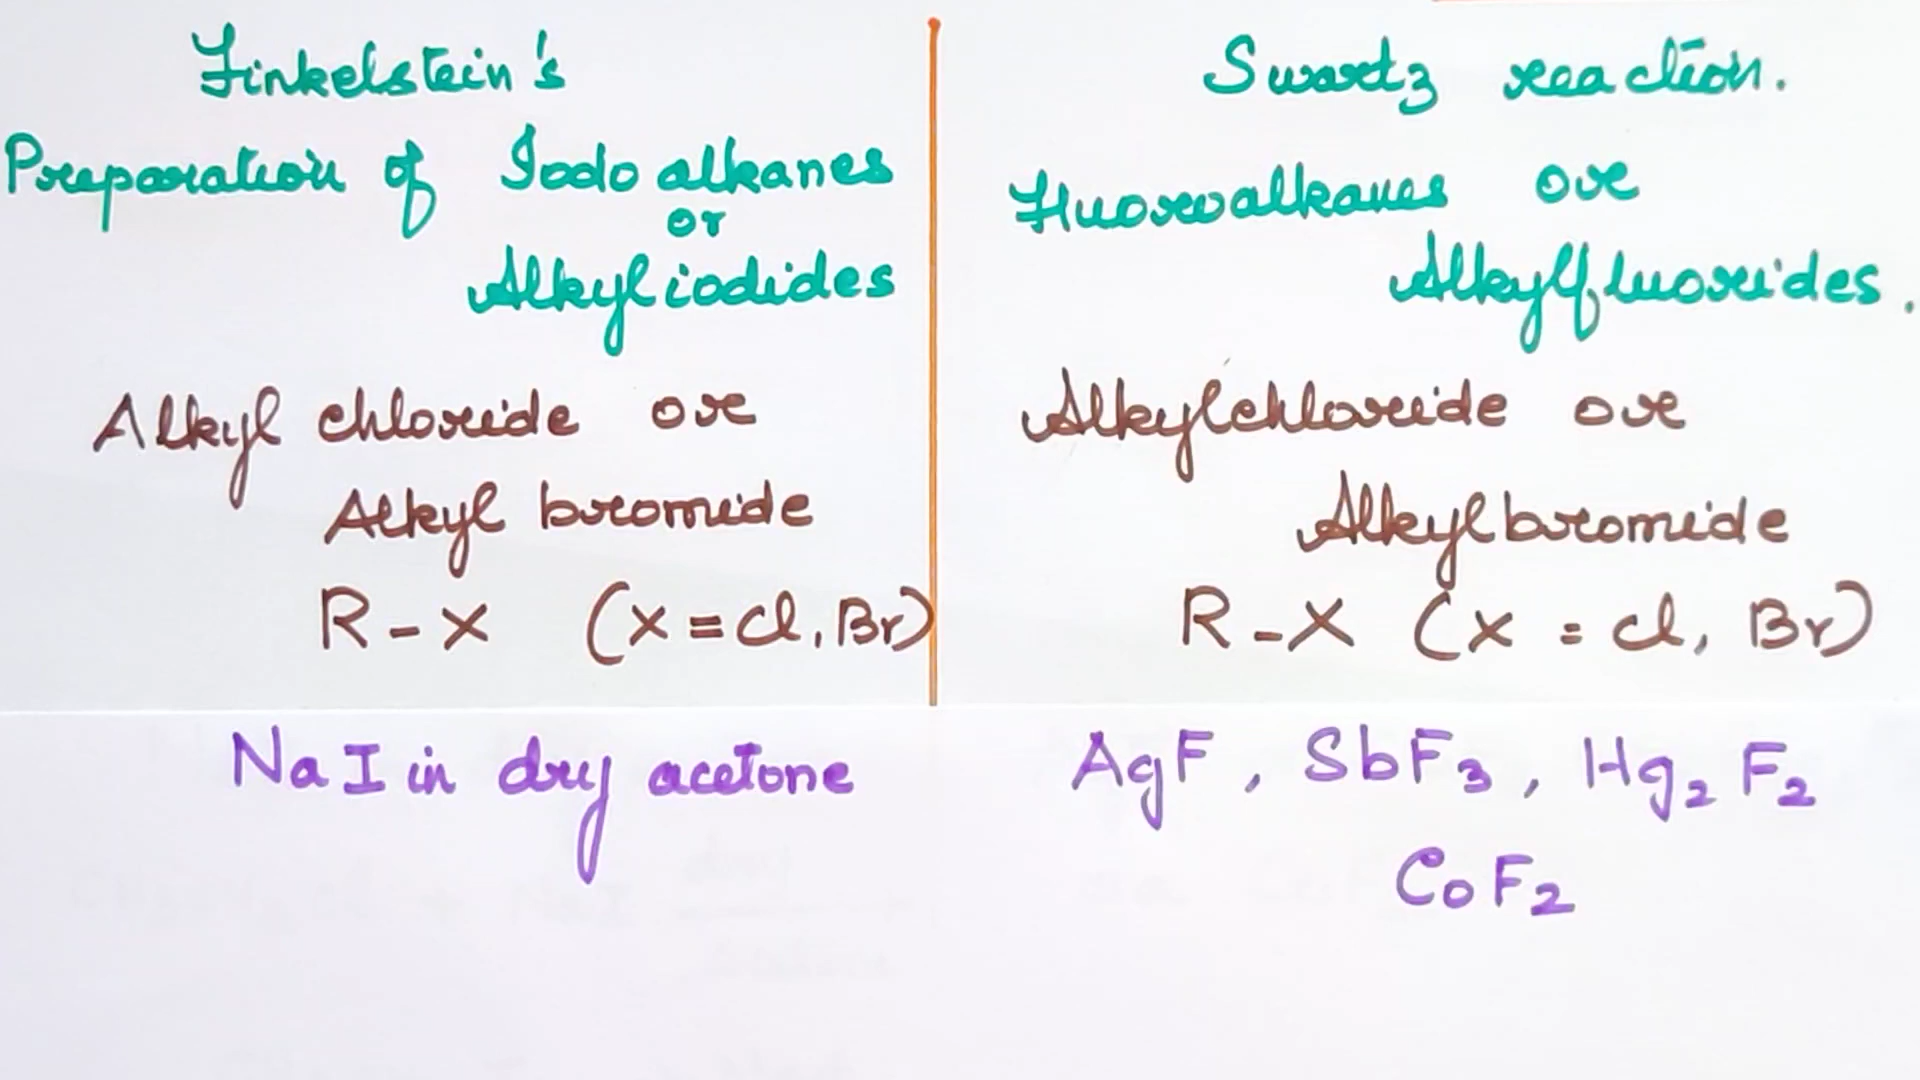 Finkelstein's
Preparation of Iodo alkanes
or
Alkyl iodides
Alkyl chloride or
Alkyl bromide
R - X (X = Cl, Br)
NaI in dry acetone
Swartz reaction.
Fluoroalkanes or
Alkylfluorides.
Alkylchloride or
Alkylbromide
R - X (X = Cl, Br)
AgF, SbF₃, Hg₂F₂
CoF₂